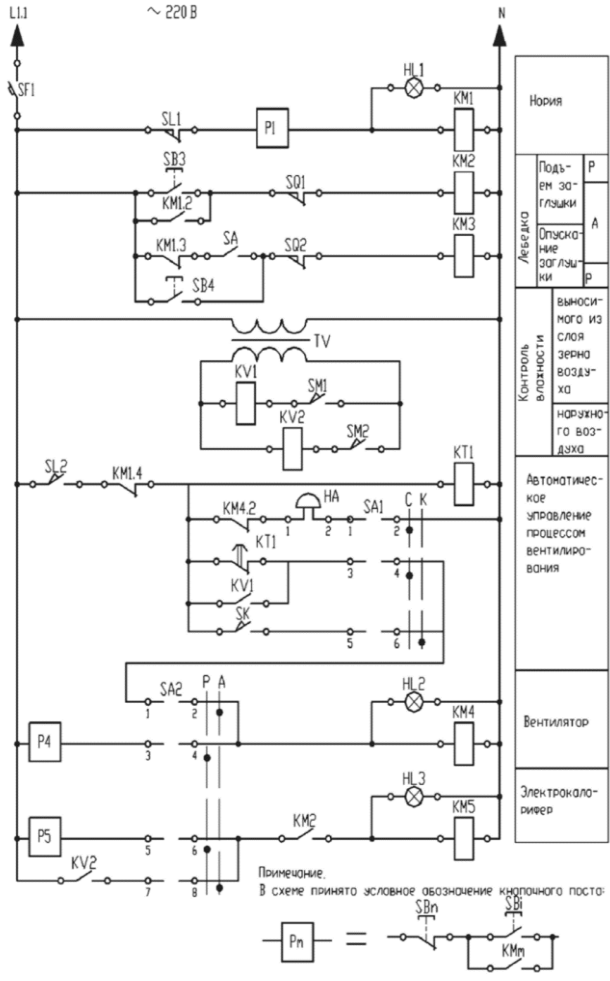 L1.1
~ 220 В
N
SF1
HL1
SL1
P1
KM1
Нория
SB3
KM1.2
SQ1
KM2
Лебедка
Подъ-
ем за-
глушки
Р
А
KM1.3
SA
SQ2
KM3
SB4
Опуска-
ние
заглуш-
ки
Р
TV
KV1
SM1
KV2
SM2
Контроль
влажности
выноси-
мого из
слоя
зерна
возду-
ха
наружно-
го воз-
духа
SL2
KM1.4
KT1
KM4.2
HA
SA1
С К
1 2 1 2
KT1
3 4
KV1
SK
5 6
Автоматичес-
кое
управление
процессом
вентилиро-
вания
SA2
Р А
1 2
HL2
P4
3 4
KM4
Вентилятор
HL3
P5
5 6
KM2
KM5
Электрокало-
рифер
KV2
7 8
Примечание.
В схеме принято условное обозначение кнопочного поста:
Pn
=
SBn
SBi
KMm